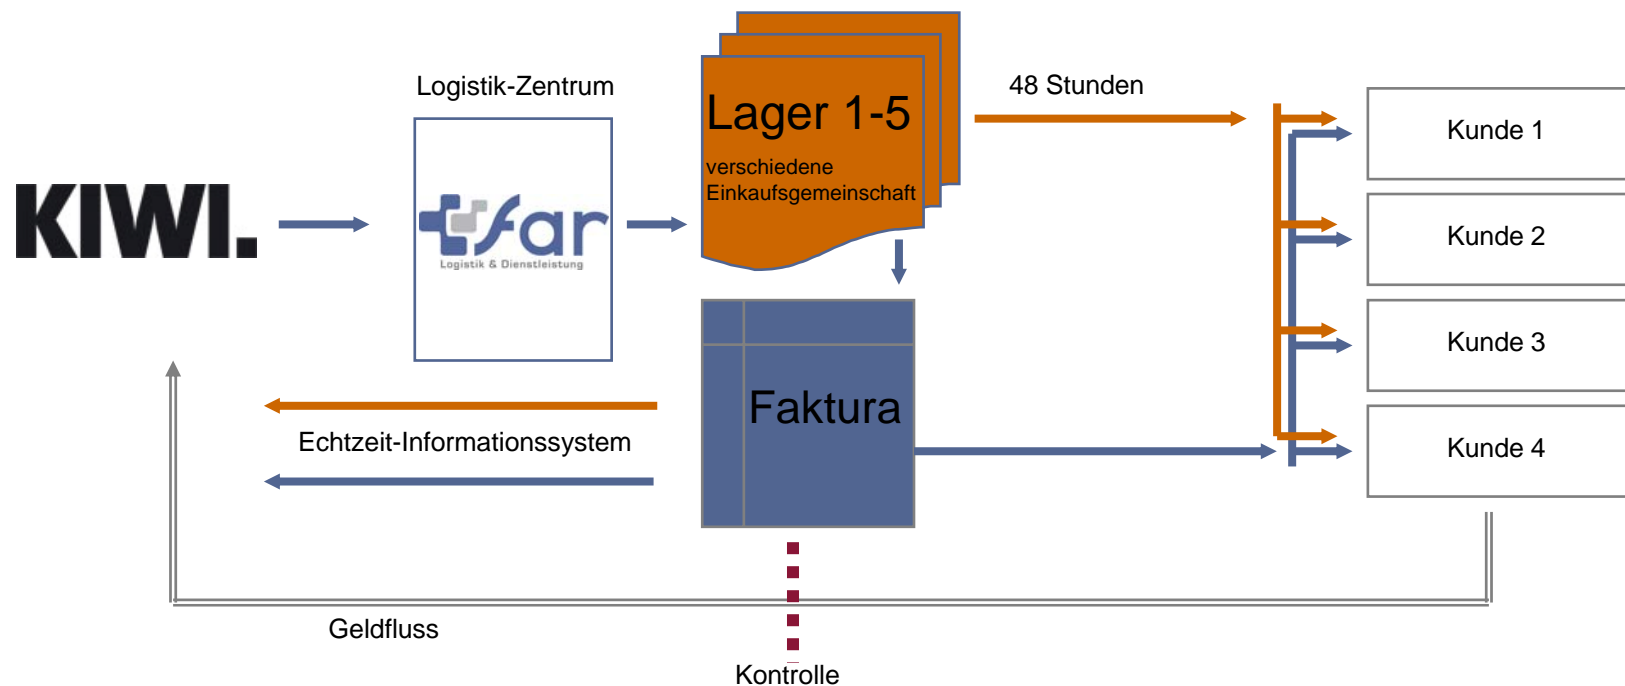 Logistik-Zentrum
48 Stunden
Lager 1-5
verschiedene
Einkaufsgemeinschaft
KIWI.
far
Logistik & Dienstleistung
Kunde 1
Kunde 2
Kunde 3
Kunde 4
Faktura
Echtzeit-Informationssystem
Geldfluss
Kontrolle